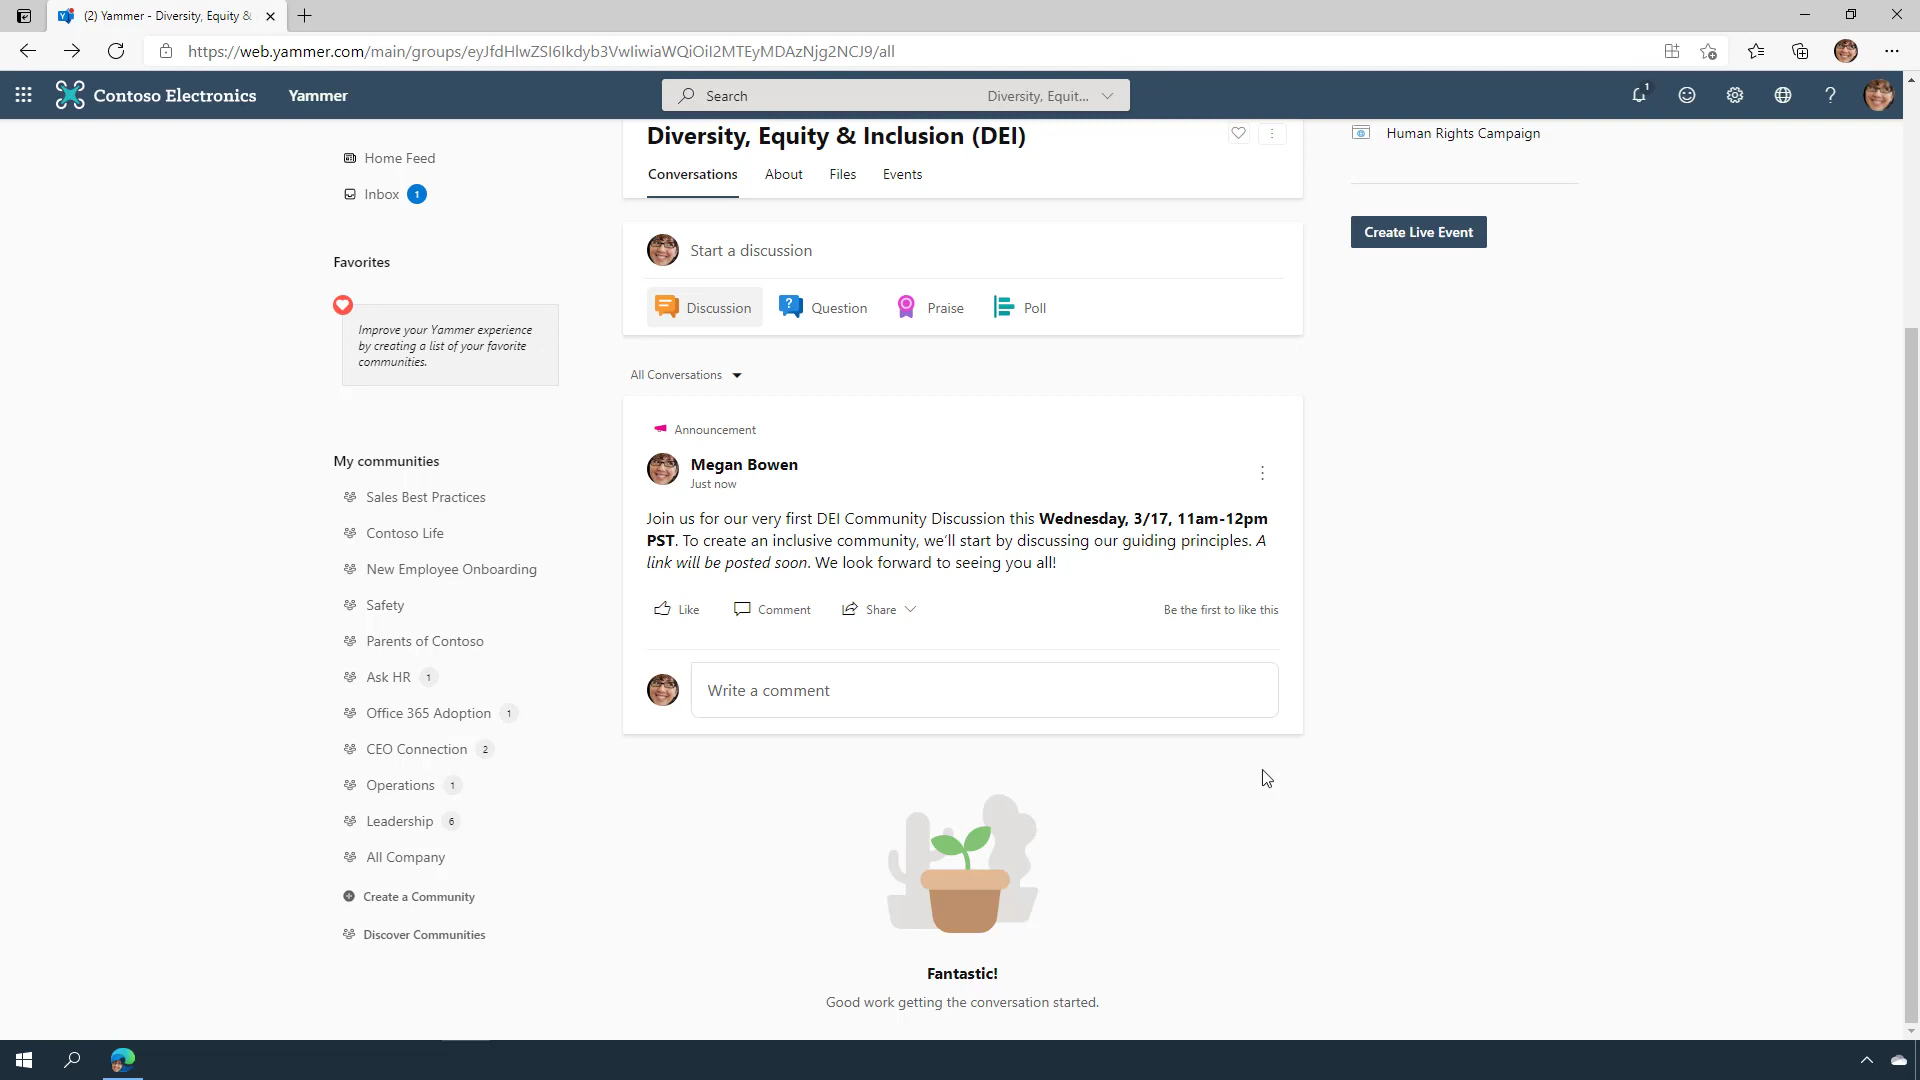 (2) Yammer - Diversity, Equity &
https://web.yammer.com/main/groups/eyJfdHlwZSI6Ikdyb3VwIiwiaWQiOiI2MTEyMDAzNjg2NCJ9/all
Contoso Electronics
Yammer
Search
Diversity, Equit...
1
?
Home Feed
Inbox 1
Favorites
Improve your Yammer experience
by creating a list of your favorite
communities.
My communities
Sales Best Practices
Contoso Life
New Employee Onboarding
Safety
Parents of Contoso
Ask HR 1
Office 365 Adoption 1
CEO Connection 2
Operations 1
Leadership 6
All Company
Create a Community
Discover Communities
Diversity, Equity & Inclusion (DEI)
Conversations About Files Events
Start a discussion
Discussion Question Praise Poll
All Conversations
Announcement
Megan Bowen
Just now
Join us for our very first DEI Community Discussion this Wednesday, 3/17, 11am-12pm
PST. To create an inclusive community, we'll start by discussing our guiding principles. A
link will be posted soon. We look forward to seeing you all!
Like Comment Share Be the first to like this
Write a comment
Fantastic!
Good work getting the conversation started.
Human Rights Campaign
Create Live Event